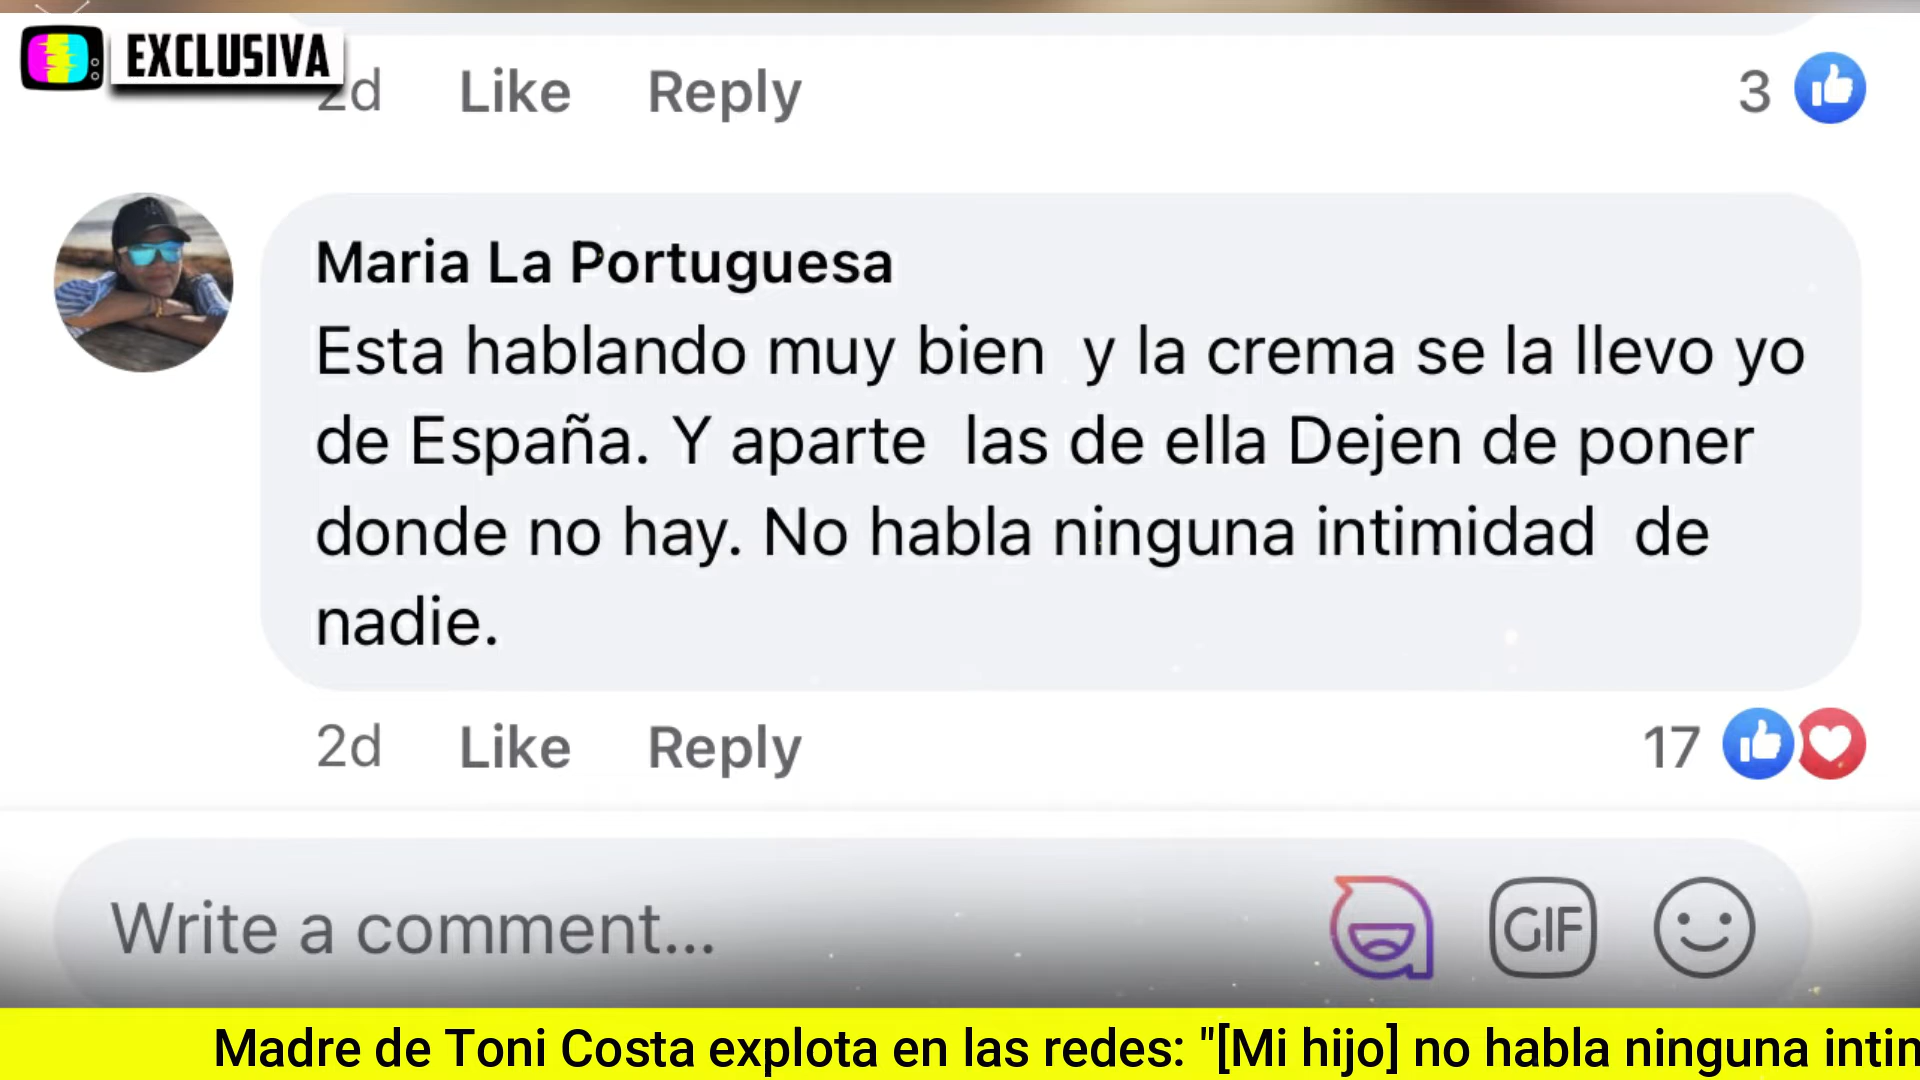 EXCLUSIVA
2d Like Reply 3
Maria La Portuguesa
Esta hablando muy bien y la crema se la llevo yo
de España. Y aparte las de ella Dejen de poner
donde no hay. No habla ninguna intimidad de
nadie.
2d Like Reply 17
Write a comment...
GIF
Madre de Toni Costa explota en las redes: "[Mi hijo] no habla ninguna intin